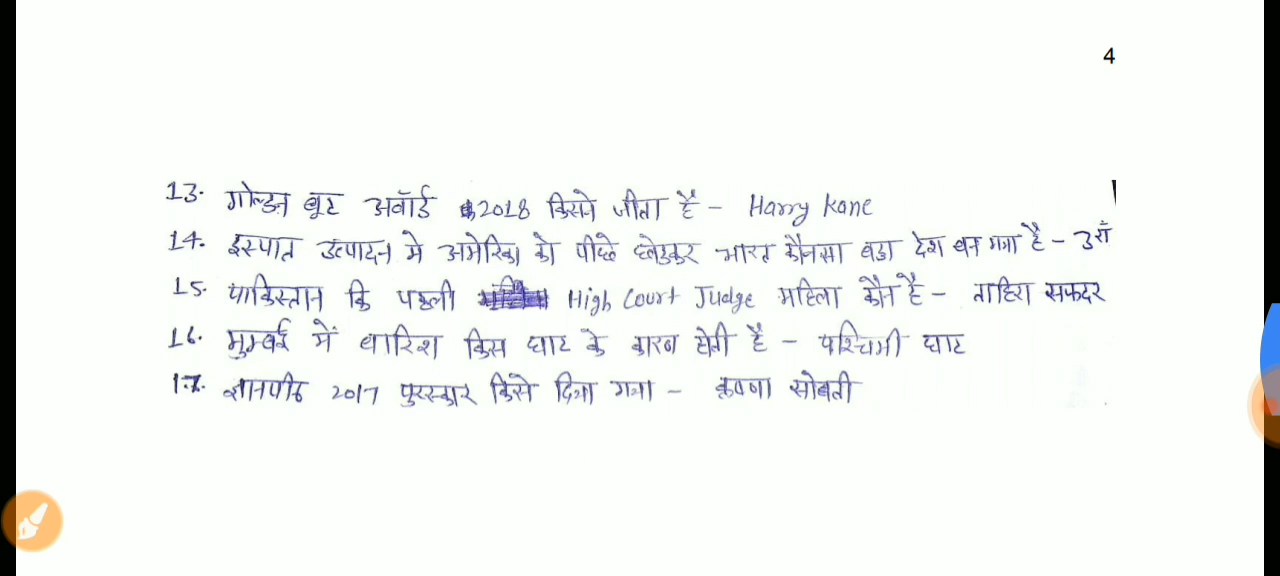 4
13. गोल्डन बूट अवॉर्ड 2018 किसने जीता है – Harry Kane
14. इस्पात उत्पादन मे अमेरिका को पीछे छोड़कर भारत कौनसा बडा देश बन गया है – 3रा
15. पाकिस्तान कि पहली High Court Judge महिला कौन है – ताहिरा सफदर
16. मुम्बई में बारिश किस घाट के कारण होती है – पश्चिमी घाट
17. ज्ञानपीठ 2017 पुरस्कार किसे दिया गया – कृष्णा सोबती